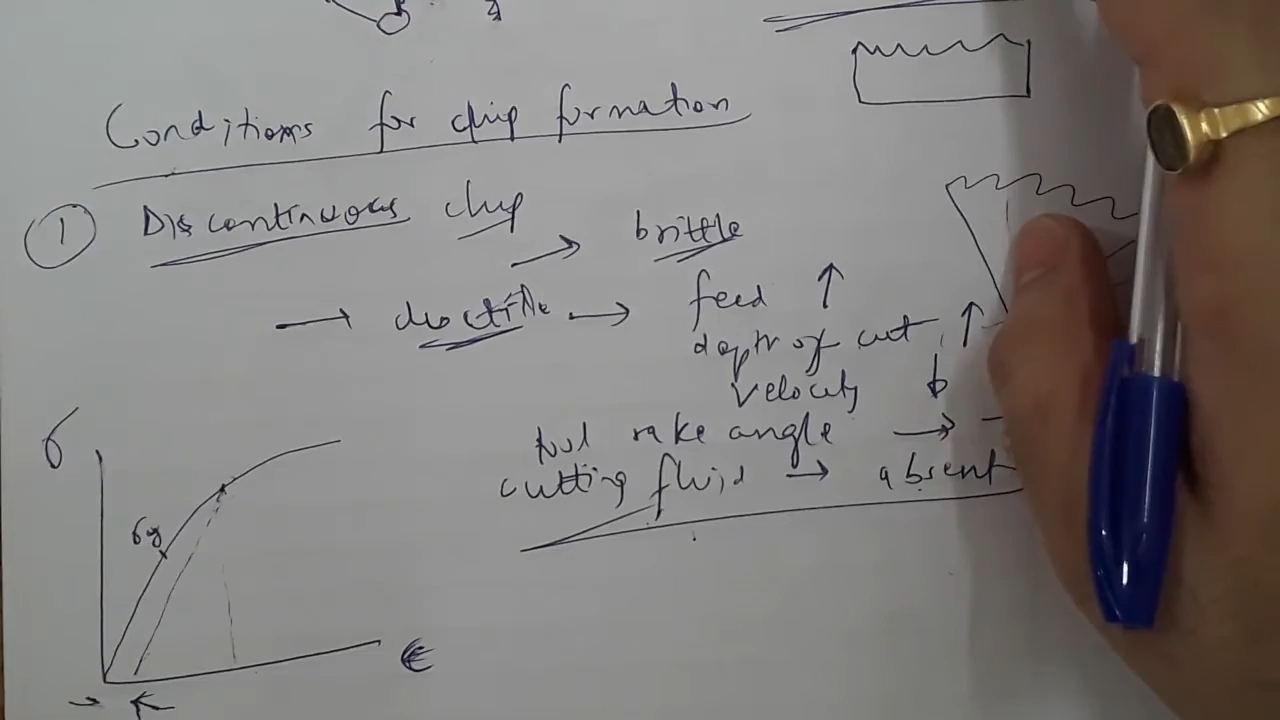 Conditions for chip formation
① Discontinuous chip
→ brittle
→ ductile → feed ↑
depth of cut ↑
velocity ↓
tool rake angle → -
cutting fluid → absent
σ
σy
ε